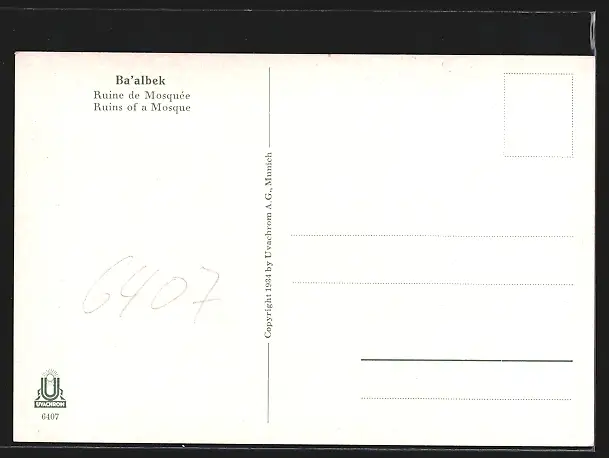 Ba'albek
Ruine de Mosquée
Ruins of a Mosque
Copyright 1934 by Uvachrom A.G., Munich
6407
UVACHROM
6407